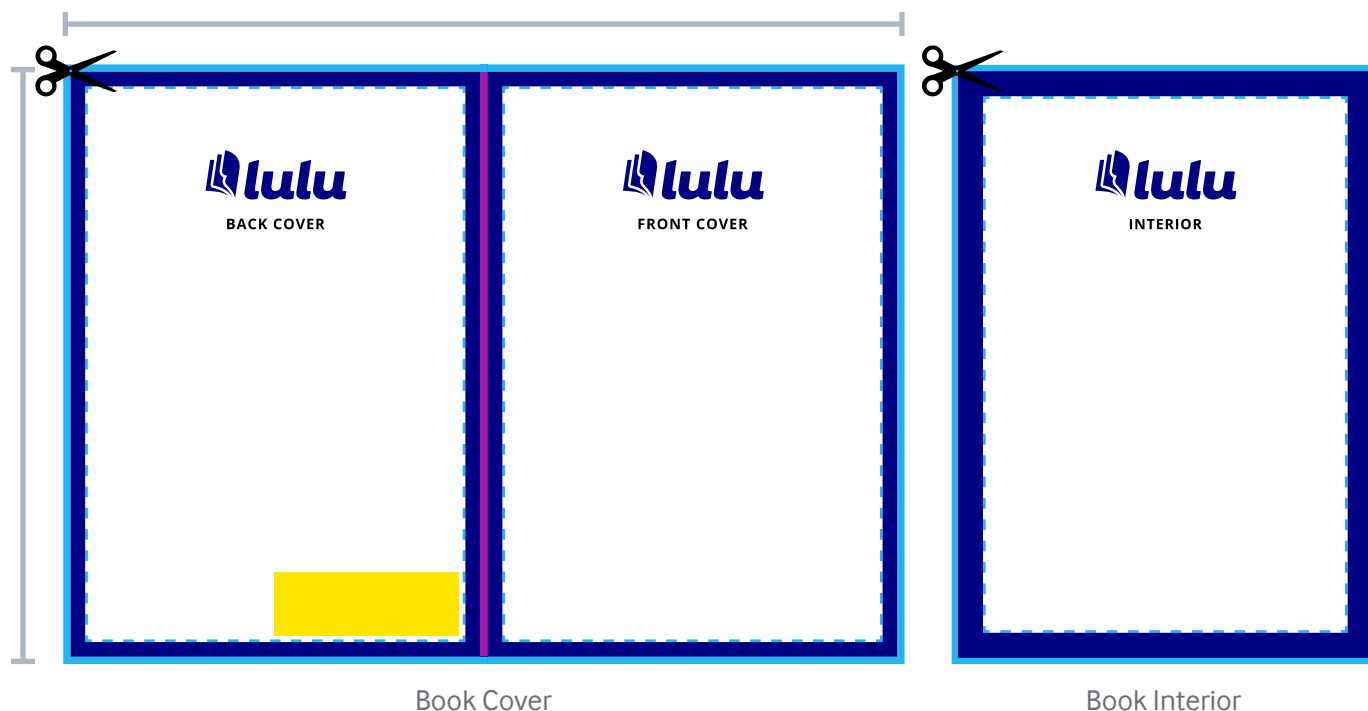 lulu
BACK COVER
lulu
FRONT COVER
lulu
INTERIOR
Book Cover
Book Interior